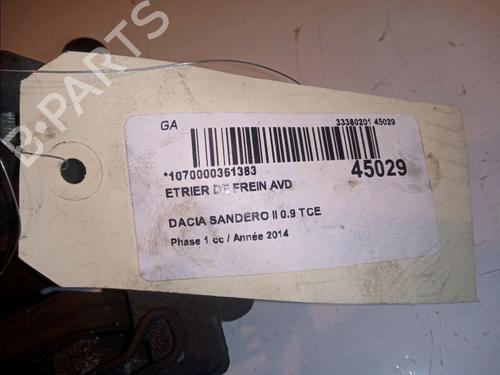 GA
33380201 45029
*1070000361383
45029
ETRIER DE FREIN AVD
DACIA SANDERO II 0.9 TCE
Phase 1 cc / Année 2014
B-PARTS